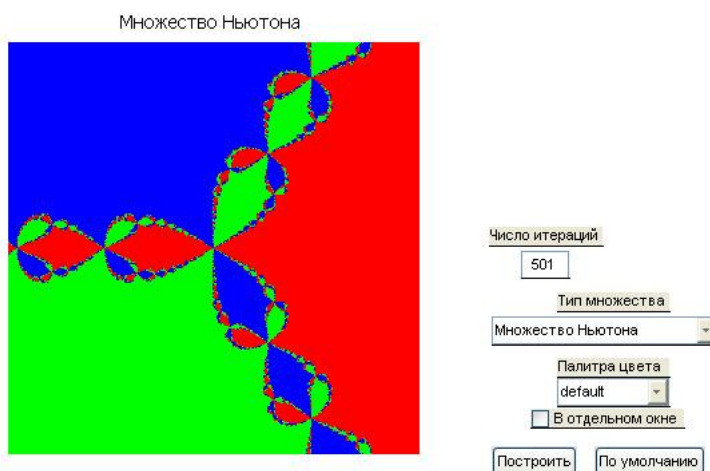 Множество Ньютона
Число итераций
501
Тип множества
Множество Ньютона
Палитра цвета
default
В отдельном окне
Построить
По умолчанию